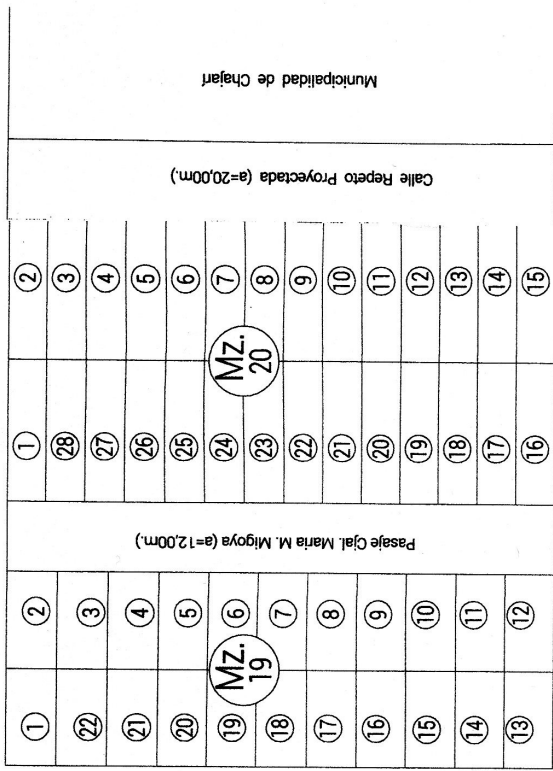 Municipalidad de Chajarí
Calle Repeto Proyectada (a=20,00m.)
2 3 4 5 6 7 8 9 10 11 12 13 14 15
Mz.
20
1 28 27 26 25 24 23 22 21 20 19 18 17 16
Pasaje Cjal. Maria M. Migoya (a=12,00m.)
2 3 4 5 6 7 8 9 10 11 12
Mz.
19
1 22 21 20 19 18 17 16 15 14 13